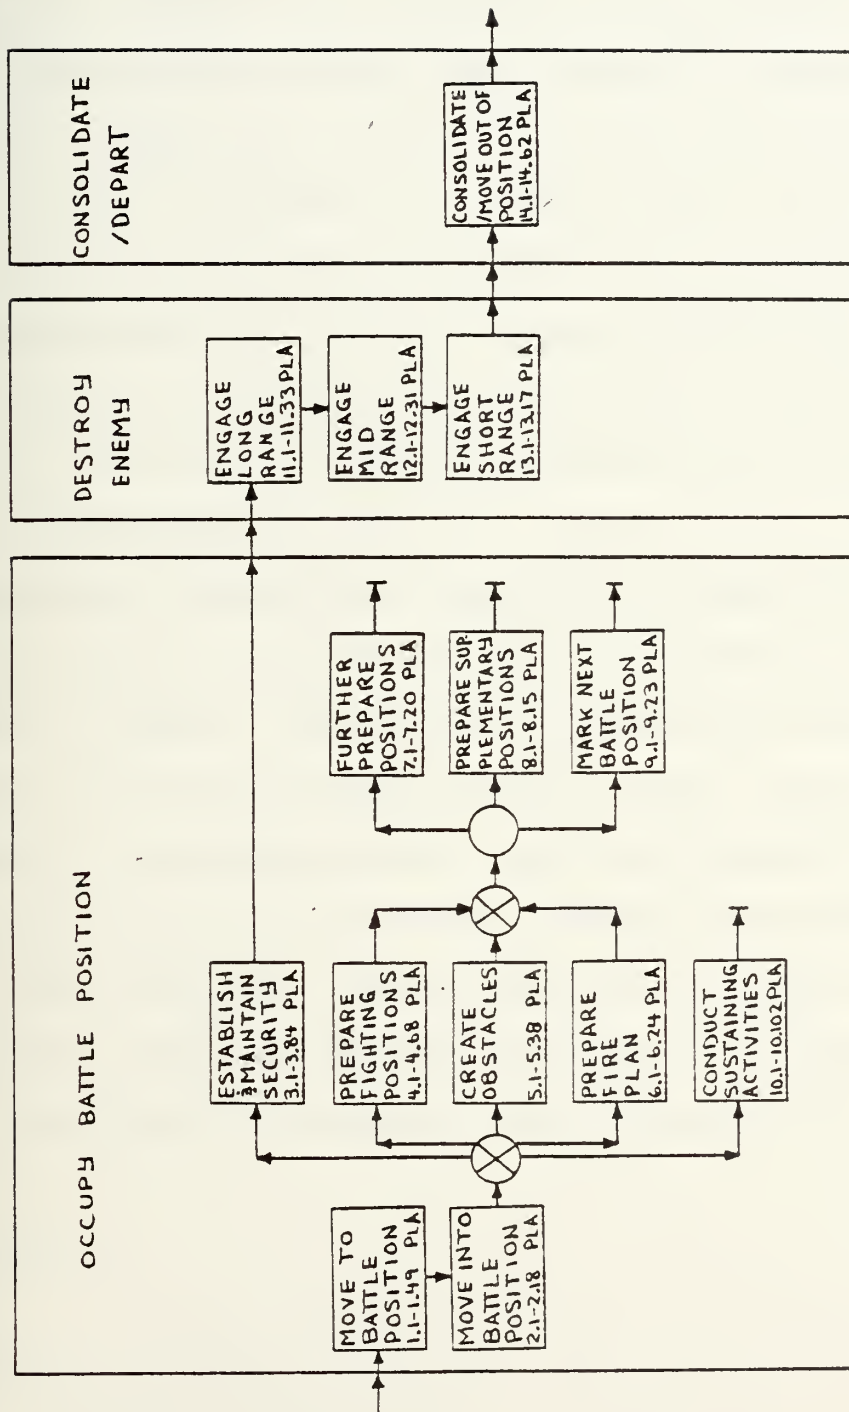 OCCUPY BATTLE POSITION
MOVE TO
BATTLE
POSITION
1.1-1.49 PLA
MOVE INTO
BATTLE
POSITION
2.1-2.18 PLA
ESTABLISH
& MAINTAIN
SECURITY
3.1-3.84 PLA
PREPARE
FIGHTING
POSITIONS
4.1-4.68 PLA
CREATE
OBSTACLES
5.1-5.38 PLA
PREPARE
FIRE
PLAN
6.1-6.24 PLA
CONDUCT
SUSTAINING
ACTIVITIES
10.1-10.102 PLA
FURTHER
PREPARE
POSITIONS
7.1-7.20 PLA
PREPARE SUP-
PLEMENTARY
POSITIONS
8.1-8.15 PLA
MARK NEXT
BATTLE
POSITION
9.1-9.23 PLA
DESTROY
ENEMY
ENGAGE
LONG
RANGE
11.1-11.33 PLA
ENGAGE
MID
RANGE
12.1-12.31 PLA
ENGAGE
SHORT
RANGE
13.1-13.17 PLA
CONSOLIDATE
/DEPART
CONSOLIDATE
/MOVE OUT OF
POSITION
14.1-14.62 PLA